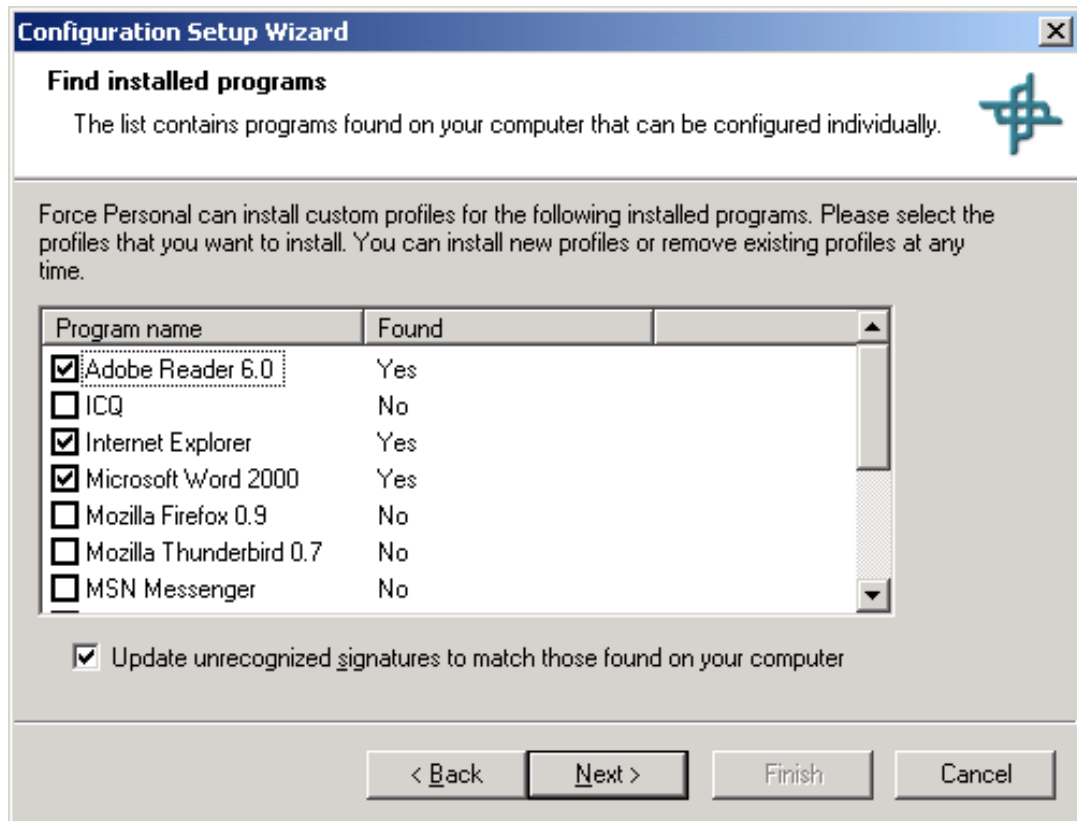 Configuration Setup Wizard
Find installed programs
The list contains programs found on your computer that can be configured individually.
Force Personal can install custom profiles for the following installed programs. Please select the
profiles that you want to install. You can install new profiles or remove existing profiles at any
time.
Program name Found
Adobe Reader 6.0 Yes
ICQ No
Internet Explorer Yes
Microsoft Word 2000 Yes
Mozilla Firefox 0.9 No
Mozilla Thunderbird 0.7 No
MSN Messenger No
Update unrecognized signatures to match those found on your computer
< Back Next > Finish Cancel